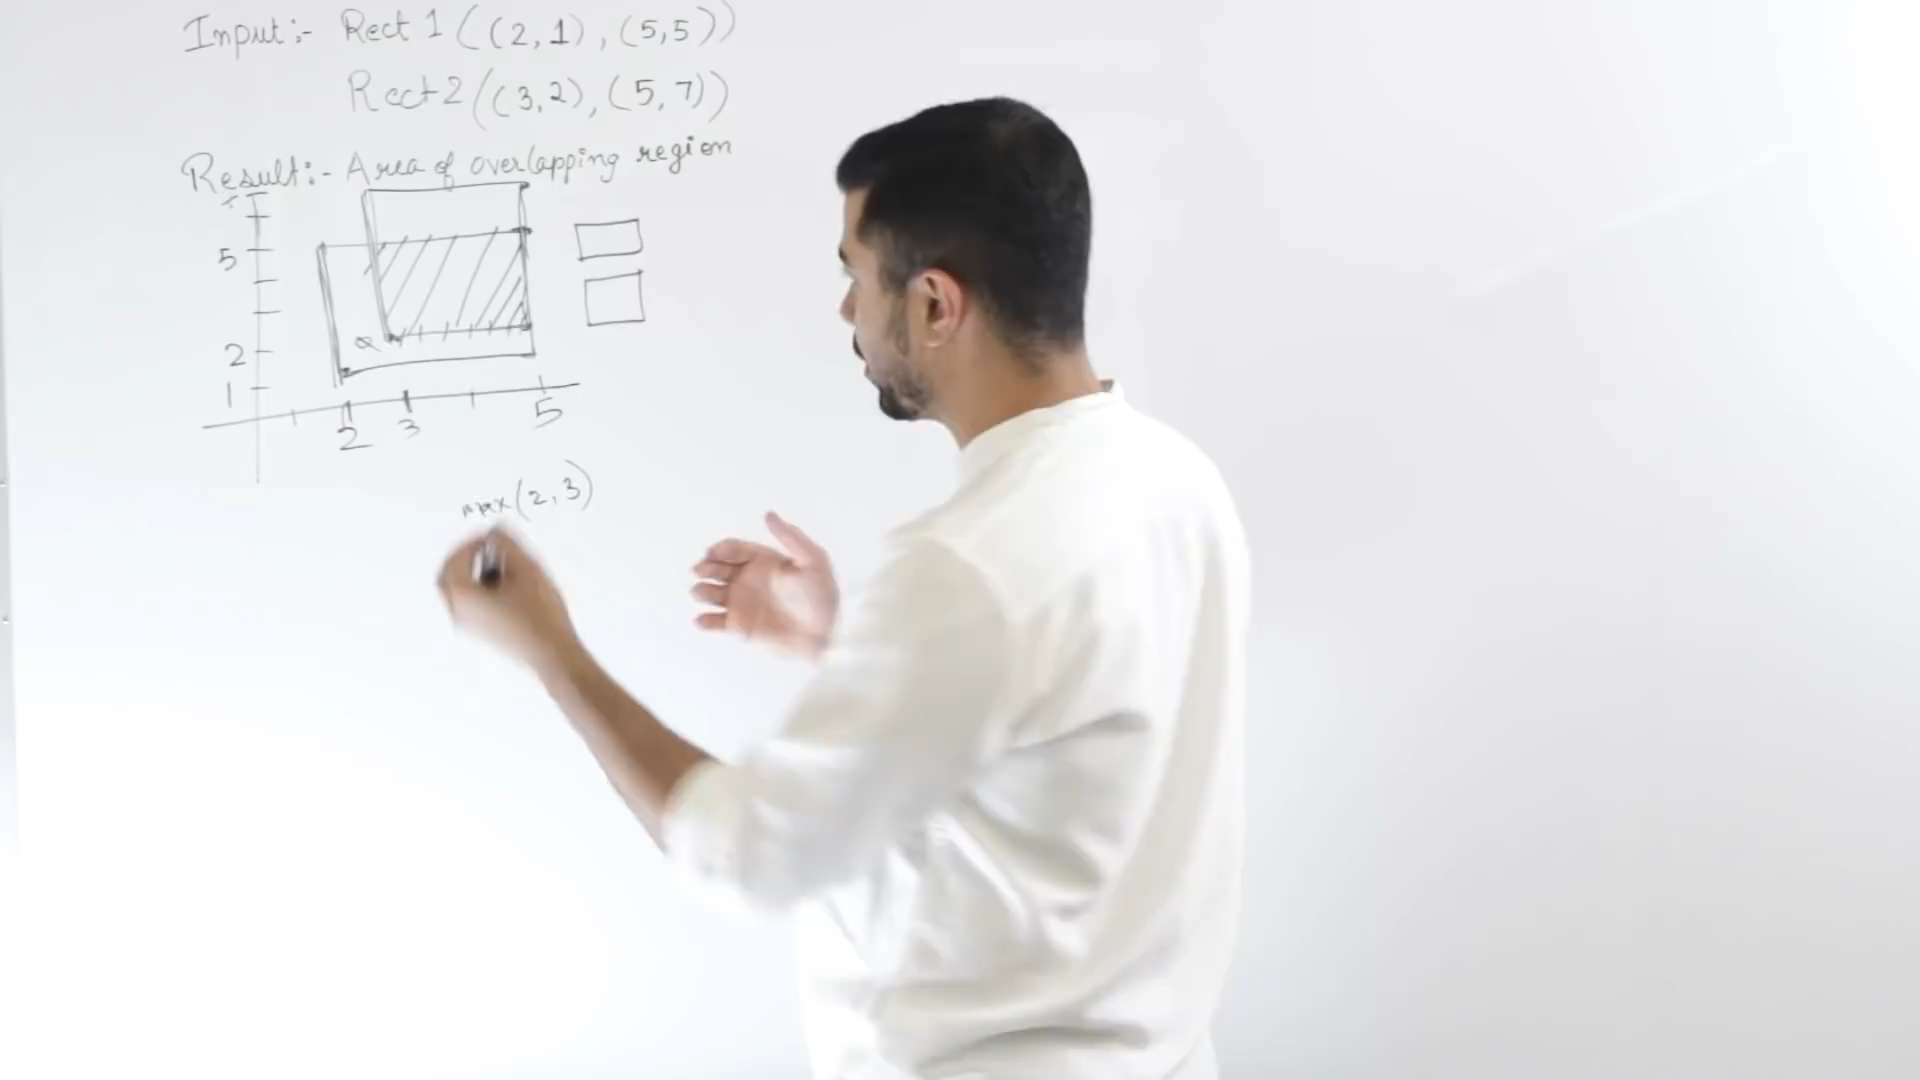 Input:- Rect 1 ((2,1), (5,5))
Rect 2 ((3,2), (5,7))
Result:- Area of overlapping region
5
2
1
2 3 5
max(2,3)